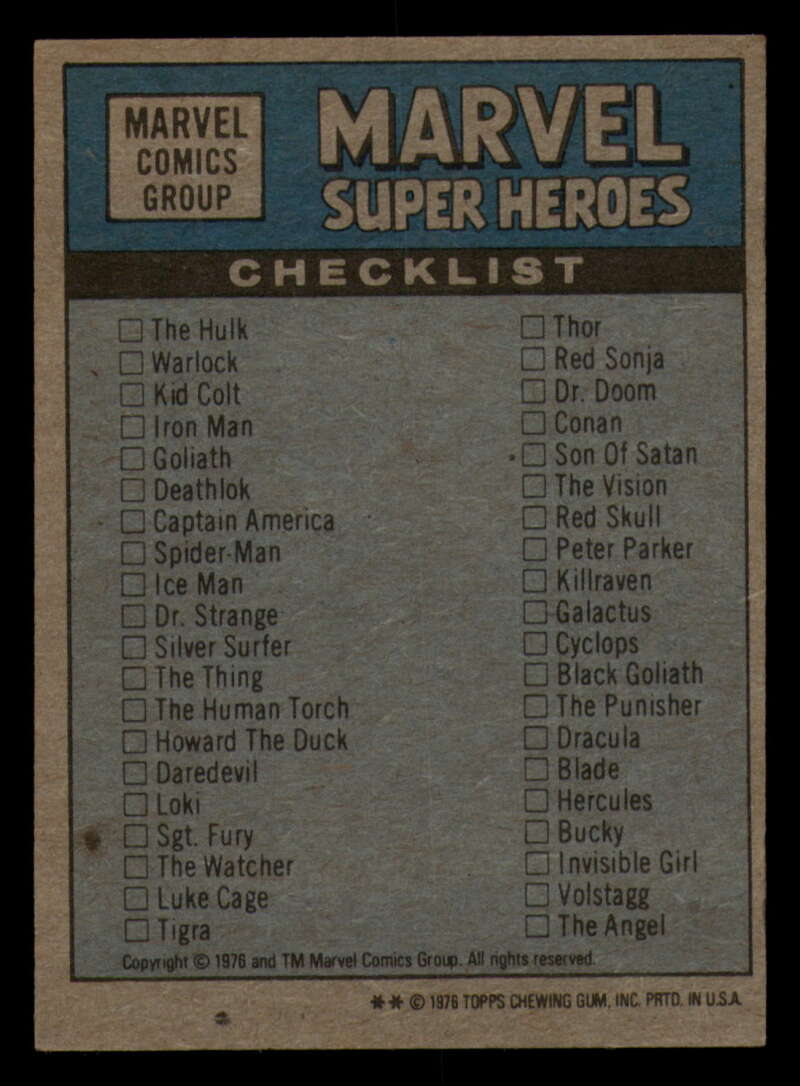 MARVEL
COMICS
GROUP
MARVEL
SUPER HEROES
CHECKLIST
The Hulk
Warlock
Kid Colt
Iron Man
Goliath
Deathlok
Captain America
Spider-Man
Ice Man
Dr. Strange
Silver Surfer
The Thing
The Human Torch
Howard The Duck
Daredevil
Loki
Sgt. Fury
The Watcher
Luke Cage
Tigra
Thor
Red Sonja
Dr. Doom
Conan
Son Of Satan
The Vision
Red Skull
Peter Parker
Killraven
Galactus
Cyclops
Black Goliath
The Punisher
Dracula
Blade
Hercules
Bucky
Invisible Girl
Volstagg
The Angel
Copyright © 1976 and TM Marvel Comics Group. All rights reserved.
** © 1976 TOPPS CHEWING GUM, INC. PRTD. IN U.S.A.